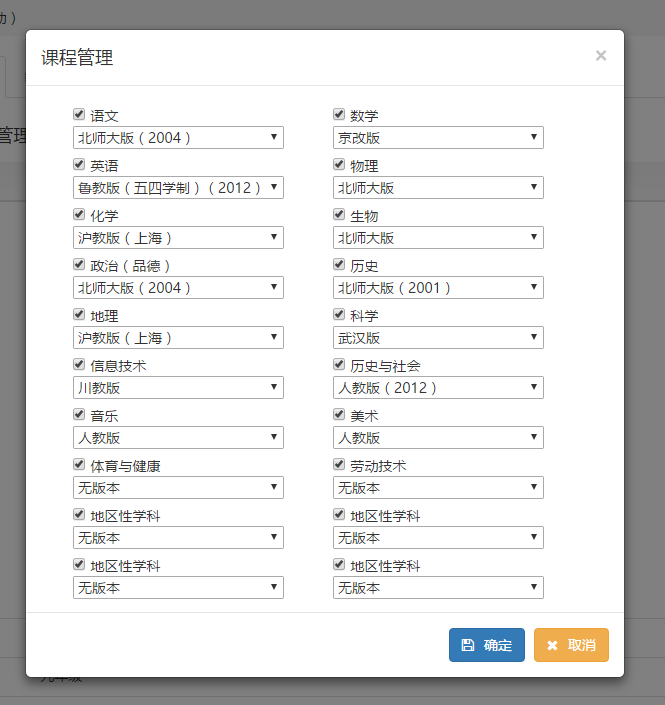 动）
课程管理
管理
语文 数学
北师大版（2004） 京改版
英语 物理
鲁教版（五四学制）（2012） 北师大版
化学 生物
沪教版（上海） 北师大版
政治（品德） 历史
北师大版（2004） 北师大版（2001）
地理 科学
沪教版（上海） 武汉版
信息技术 历史与社会
川教版 人教版（2012）
音乐 美术
人教版 人教版
体育与健康 劳动技术
无版本 无版本
地区性学科 地区性学科
无版本 无版本
地区性学科 地区性学科
无版本 无版本
确定 取消
九年级